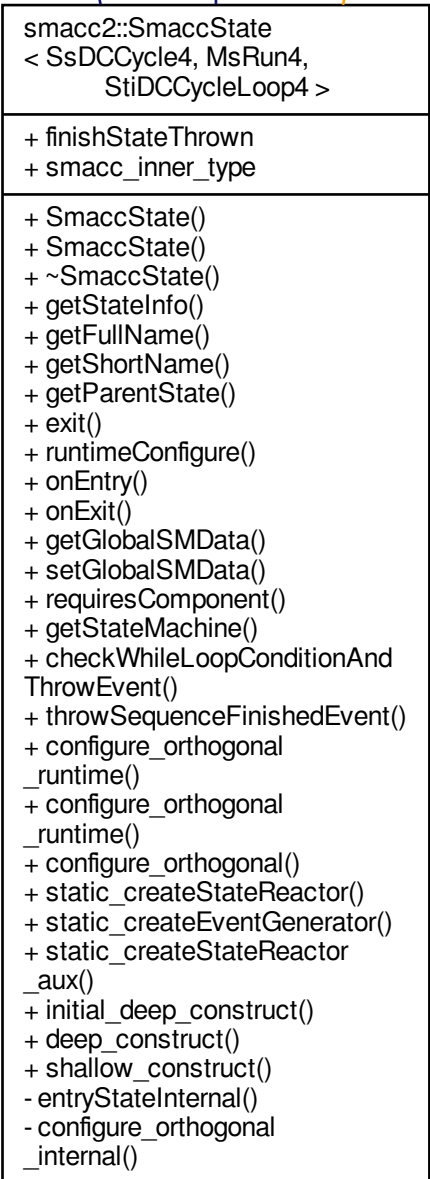 smacc2::SmaccState
< SsDCCycle4, MsRun4,
StiDCCycleLoop4 >
+ finishStateThrown
+ smacc_inner_type
+ SmaccState()
+ SmaccState()
+ ~SmaccState()
+ getStateInfo()
+ getFullName()
+ getShortName()
+ getParentState()
+ exit()
+ runtimeConfigure()
+ onEntry()
+ onExit()
+ getGlobalSMData()
+ setGlobalSMData()
+ requiresComponent()
+ getStateMachine()
+ checkWhileLoopConditionAnd
ThrowEvent()
+ throwSequenceFinishedEvent()
+ configure_orthogonal
_runtime()
+ configure_orthogonal
_runtime()
+ configure_orthogonal()
+ static_createStateReactor()
+ static_createEventGenerator()
+ static_createStateReactor
_aux()
+ initial_deep_construct()
+ deep_construct()
+ shallow_construct()
- entryStateInternal()
- configure_orthogonal
_internal()